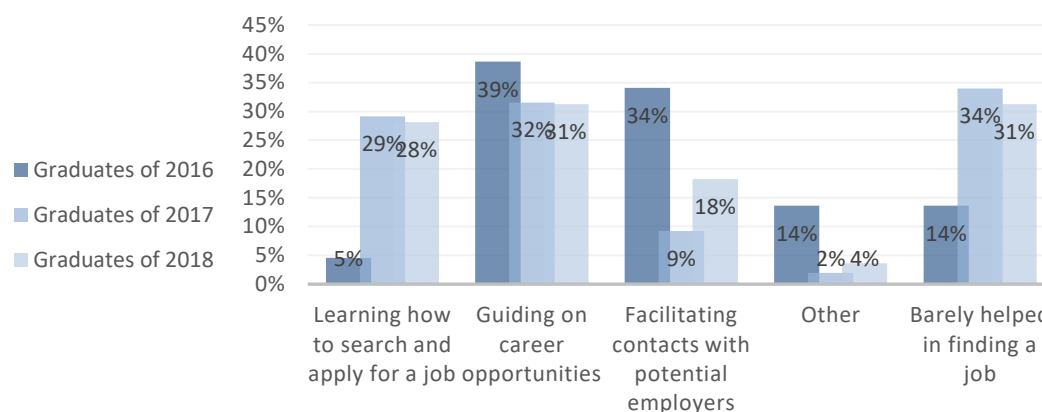 45%
40%
35%
30%
25%
20%
15%
10%
5%
0%
Graduates of 2016
Graduates of 2017
Graduates of 2018
5%
29%
28%
39%
32%
31%
34%
9%
18%
14%
2%
4%
14%
34%
31%
Learning how
to search and
apply for a job
Guiding on
career
opportunities
Facilitating
contacts with
potential
employers
Other
Barely helped
in finding a
job